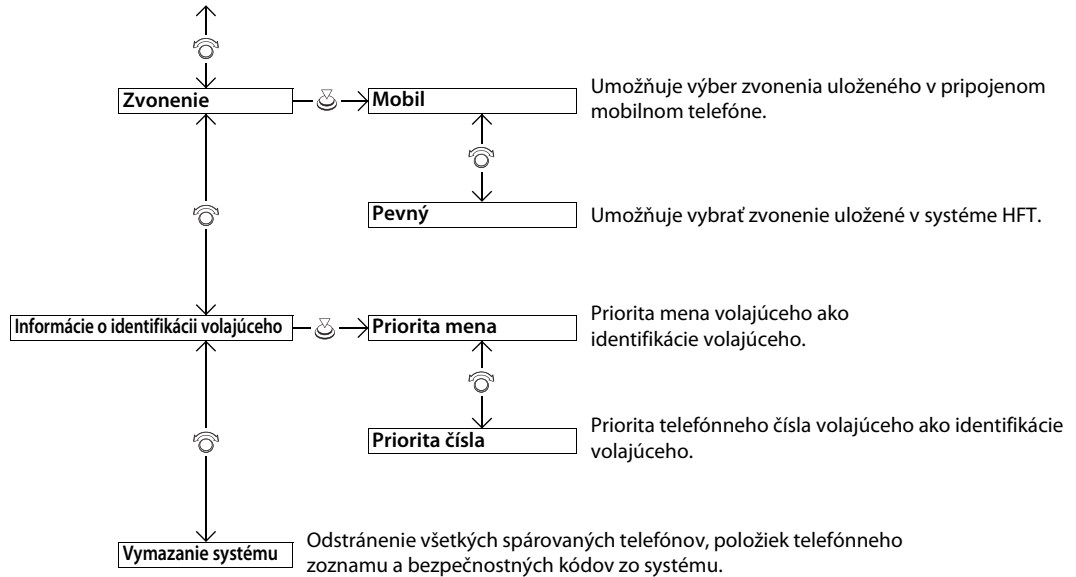 Zvonenie
Mobil
Umožňuje výber zvonenia uloženého v pripojenom
mobilnom telefóne.
Pevný
Umožňuje vybrať zvonenie uložené v systéme HFT.
Informácie o identifikácii volajúceho
Priorita mena
Priorita mena volajúceho ako
identifikácie volajúceho.
Priorita čísla
Priorita telefónneho čísla volajúceho ako identifikácie
volajúceho.
Vymazanie systému
Odstránenie všetkých spárovaných telefónov, položiek telefónneho
zoznamu a bezpečnostných kódov zo systému.